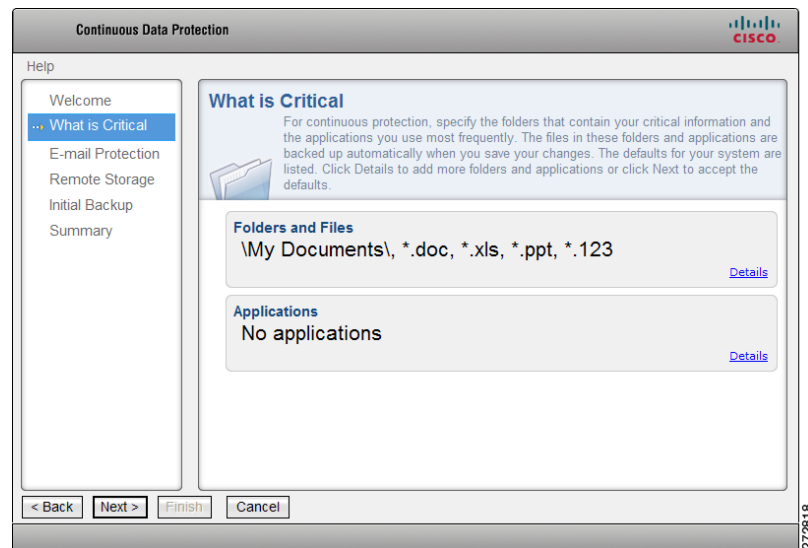 Continuous Data Protection
CISCO
Help
Welcome
What is Critical
E-mail Protection
Remote Storage
Initial Backup
Summary
What is Critical
For continuous protection, specify the folders that contain your critical information and
the applications you use most frequently. The files in these folders and applications are
backed up automatically when you save your changes. The defaults for your system are
listed. Click Details to add more folders and applications or click Next to accept the
defaults.
Folders and Files
\My Documents\, *.doc, *.xls, *.ppt, *.123
Details
Applications
No applications
Details
< Back
Next >
Finish
Cancel
272818